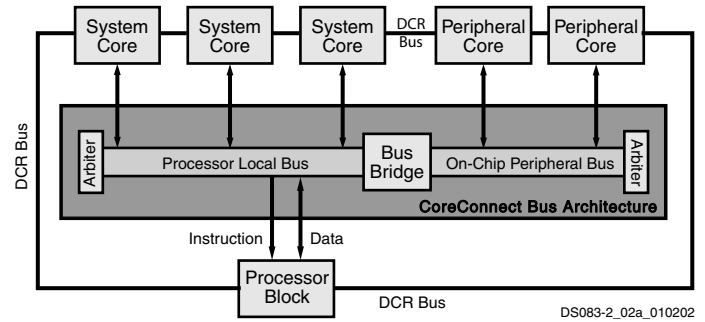 System
Core
System
Core
System
Core
DCR
Bus
Peripheral
Core
Peripheral
Core
DCR Bus
Arbiter
Processor Local Bus
Bus
Bridge
On-Chip Peripheral Bus
Arbiter
CoreConnect Bus Architecture
Instruction
Data
Processor
Block
DCR Bus
DS083-2_02a_010202